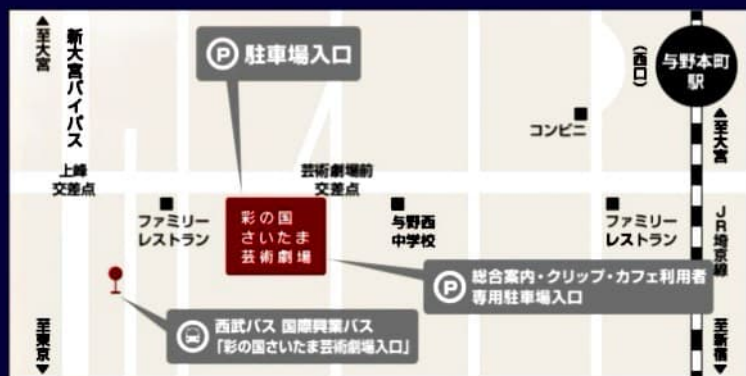 ▲至大宮
新大宮バイパス
Ⓟ 駐車場入口
(西口)
与野本町
駅
▲至大宮
コンビニ
上峰
交差点
芸術劇場前
交差点
ファミリー
レストラン
彩の国
さいたま
芸術劇場
与野西
中学校
ファミリー
レストラン
JR埼京線
Ⓟ 総合案内・クリップ・カフェ利用者
専用駐車場入口
西武バス 国際興業バス
「彩の国さいたま芸術劇場入口」
至東京▼
至新宿▼